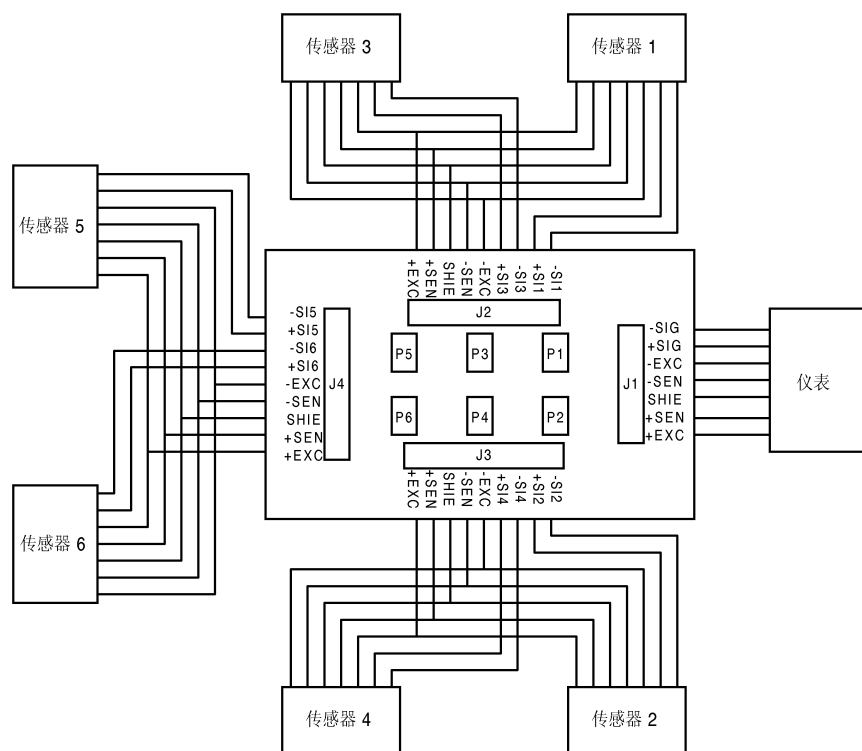 传感器 3
传感器 1
传感器 5
+EXC
+SEN
SHIE
-SEN
-EXC
+SI3
-SI3
+SI1
-SI1
J2
-SI5
+SI5
-SI6
+SI6
-EXC
-SEN
SHIE
+SEN
+EXC
J4
P5
P3
P1
P6
P4
P2
J1
-SIG
+SIG
-EXC
-SEN
SHIE
+SEN
+EXC
仪表
J3
+EXC
+SEN
SHIE
-SEN
-EXC
+SI4
-SI4
+SI2
-SI2
传感器 6
传感器 4
传感器 2